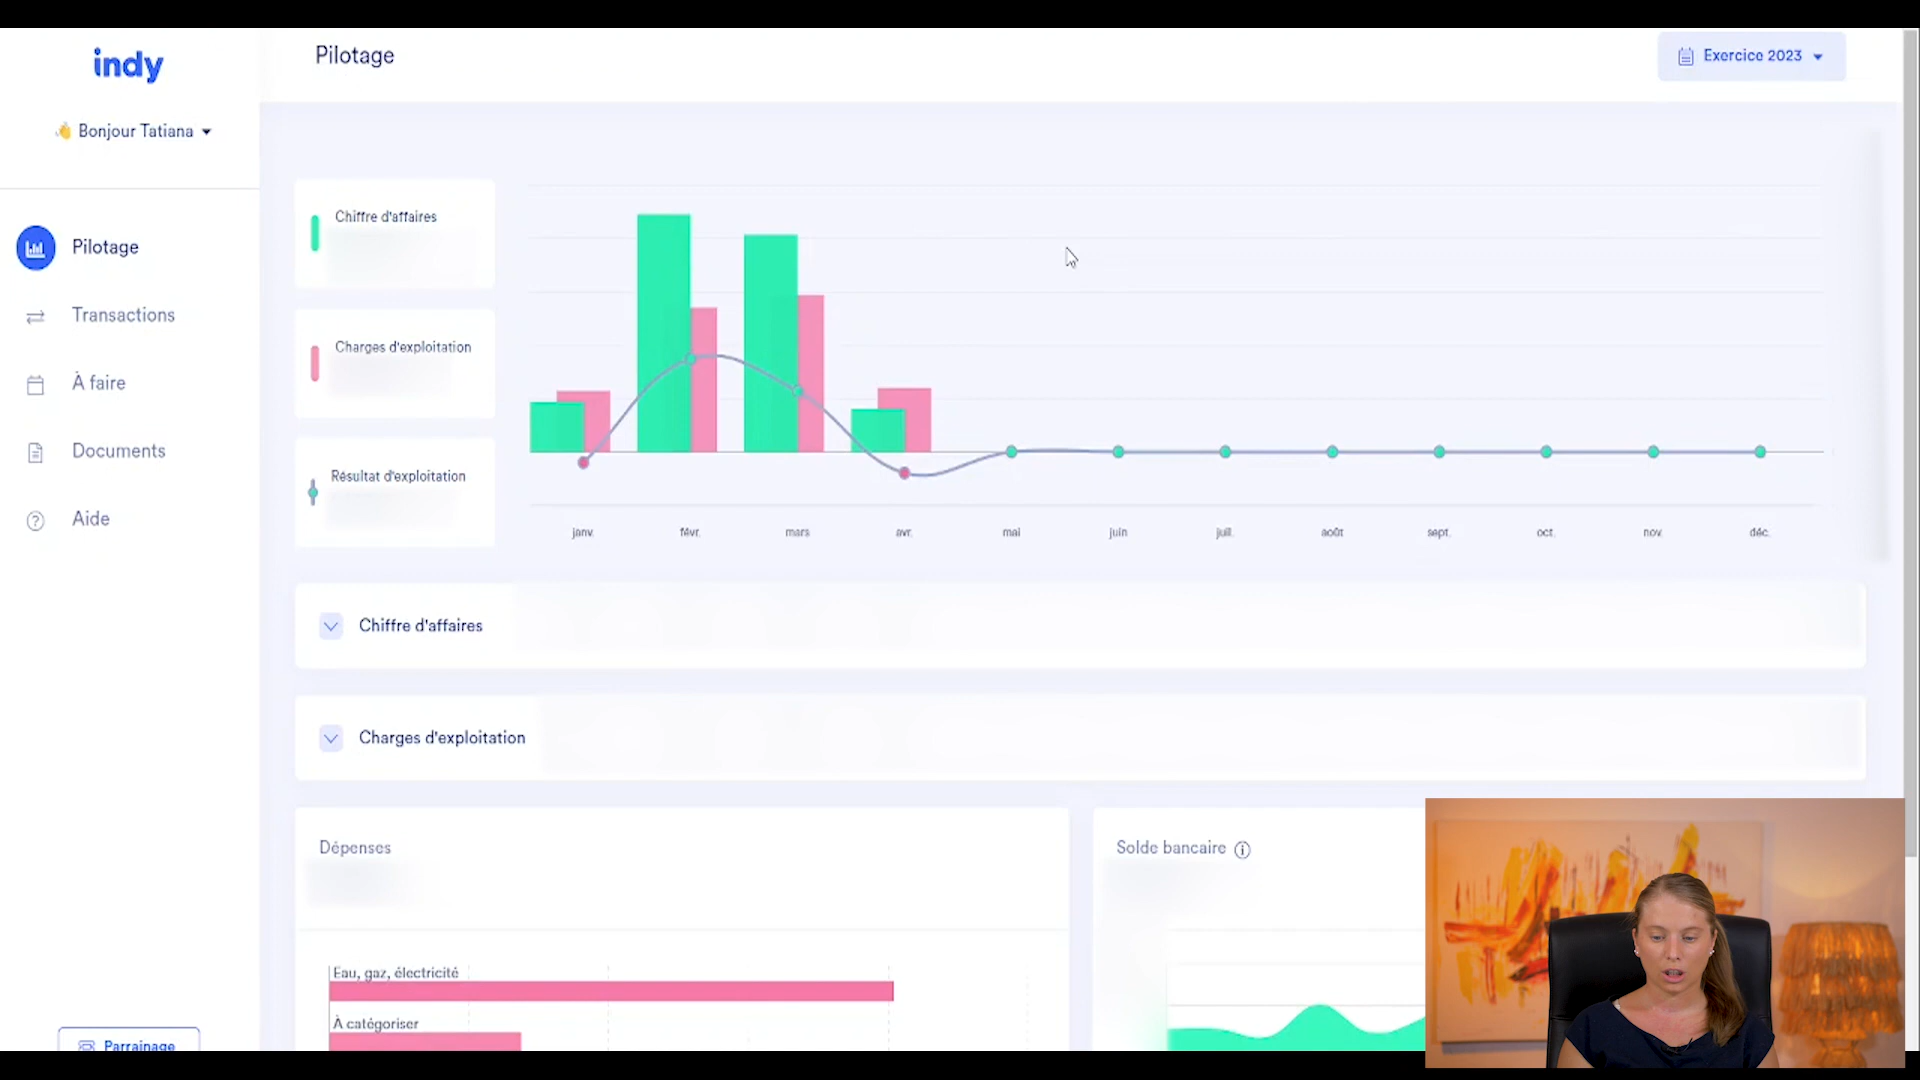 indy
Pilotage
Exercice 2023
Bonjour Tatiana
Pilotage
Transactions
À faire
Documents
Aide
Parrainage
Chiffre d'affaires
Charges d'exploitation
Résultat d'exploitation
janv. févr. mars avr. mai juin juil. août sept. oct. nov. déc.
Chiffre d'affaires
Charges d'exploitation
Dépenses
Eau, gaz, électricité
À catégoriser
Solde bancaire